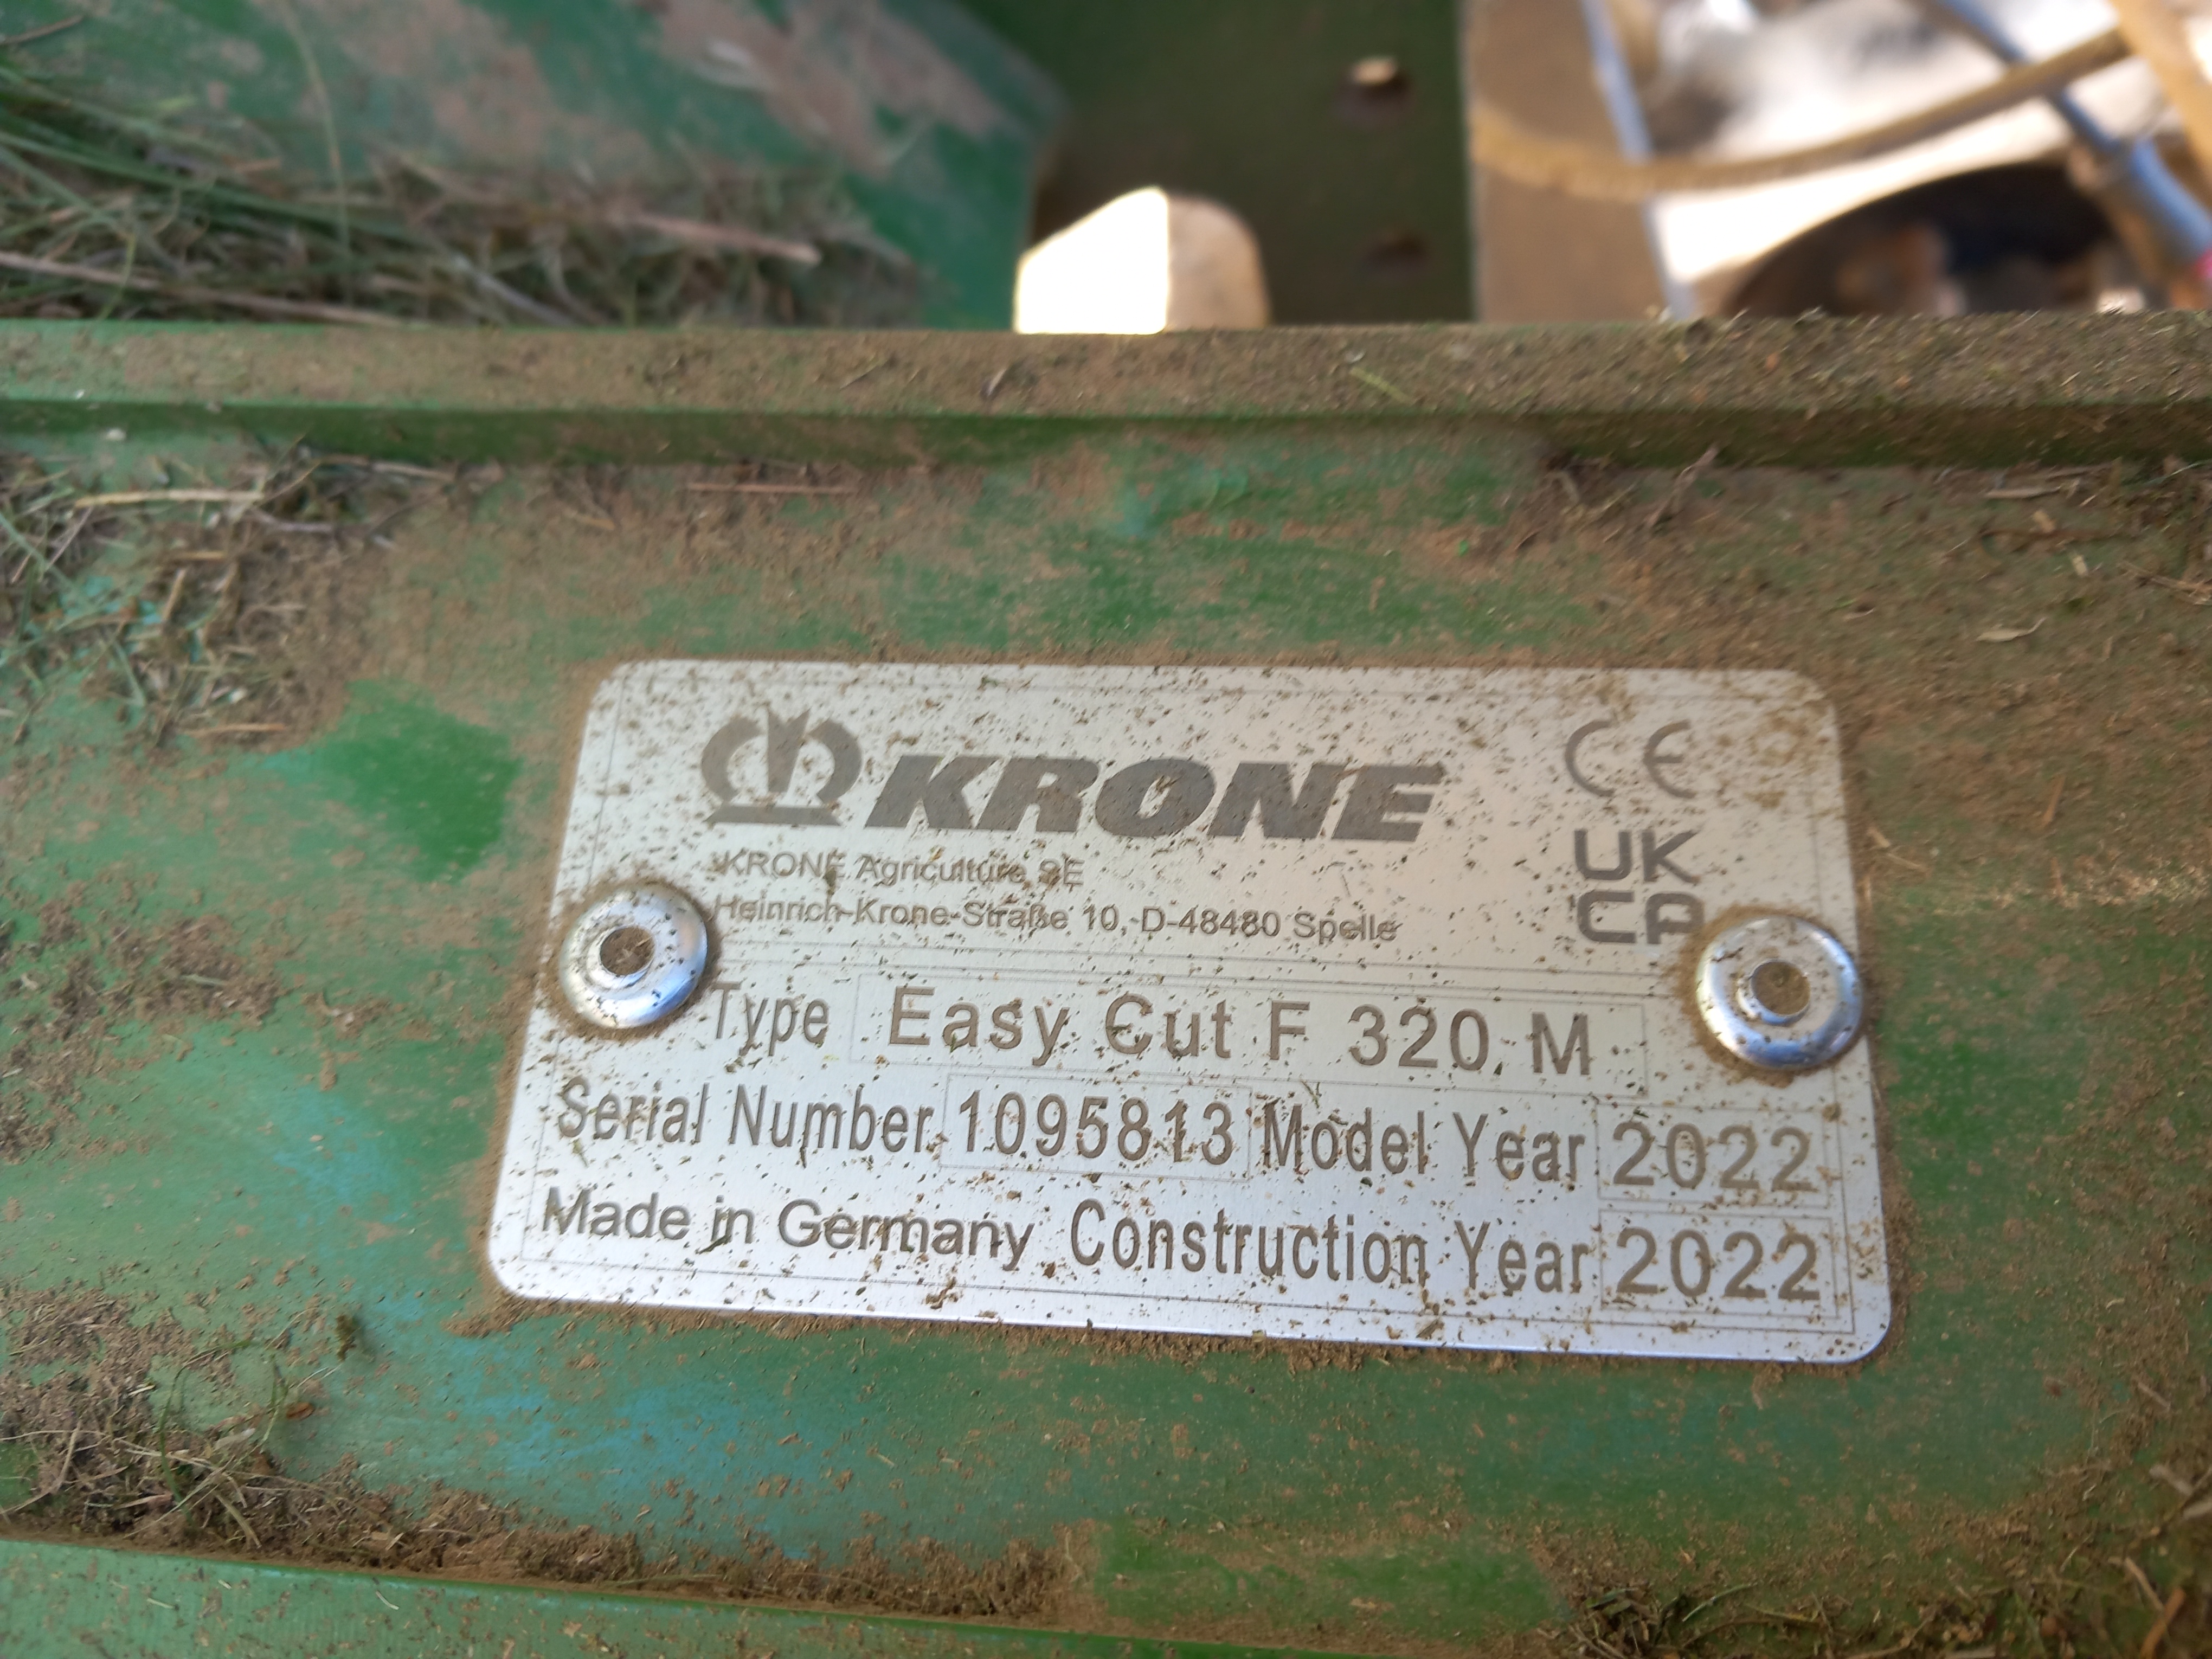 KRONE
CE
UK
CA
KRONE Agriculture SE
Heinrich-Krone-Straße 10, D-48480 Spelle
Type Easy Cut F 320 M
Serial Number 1095813 Model Year 2022
Made in Germany Construction Year 2022